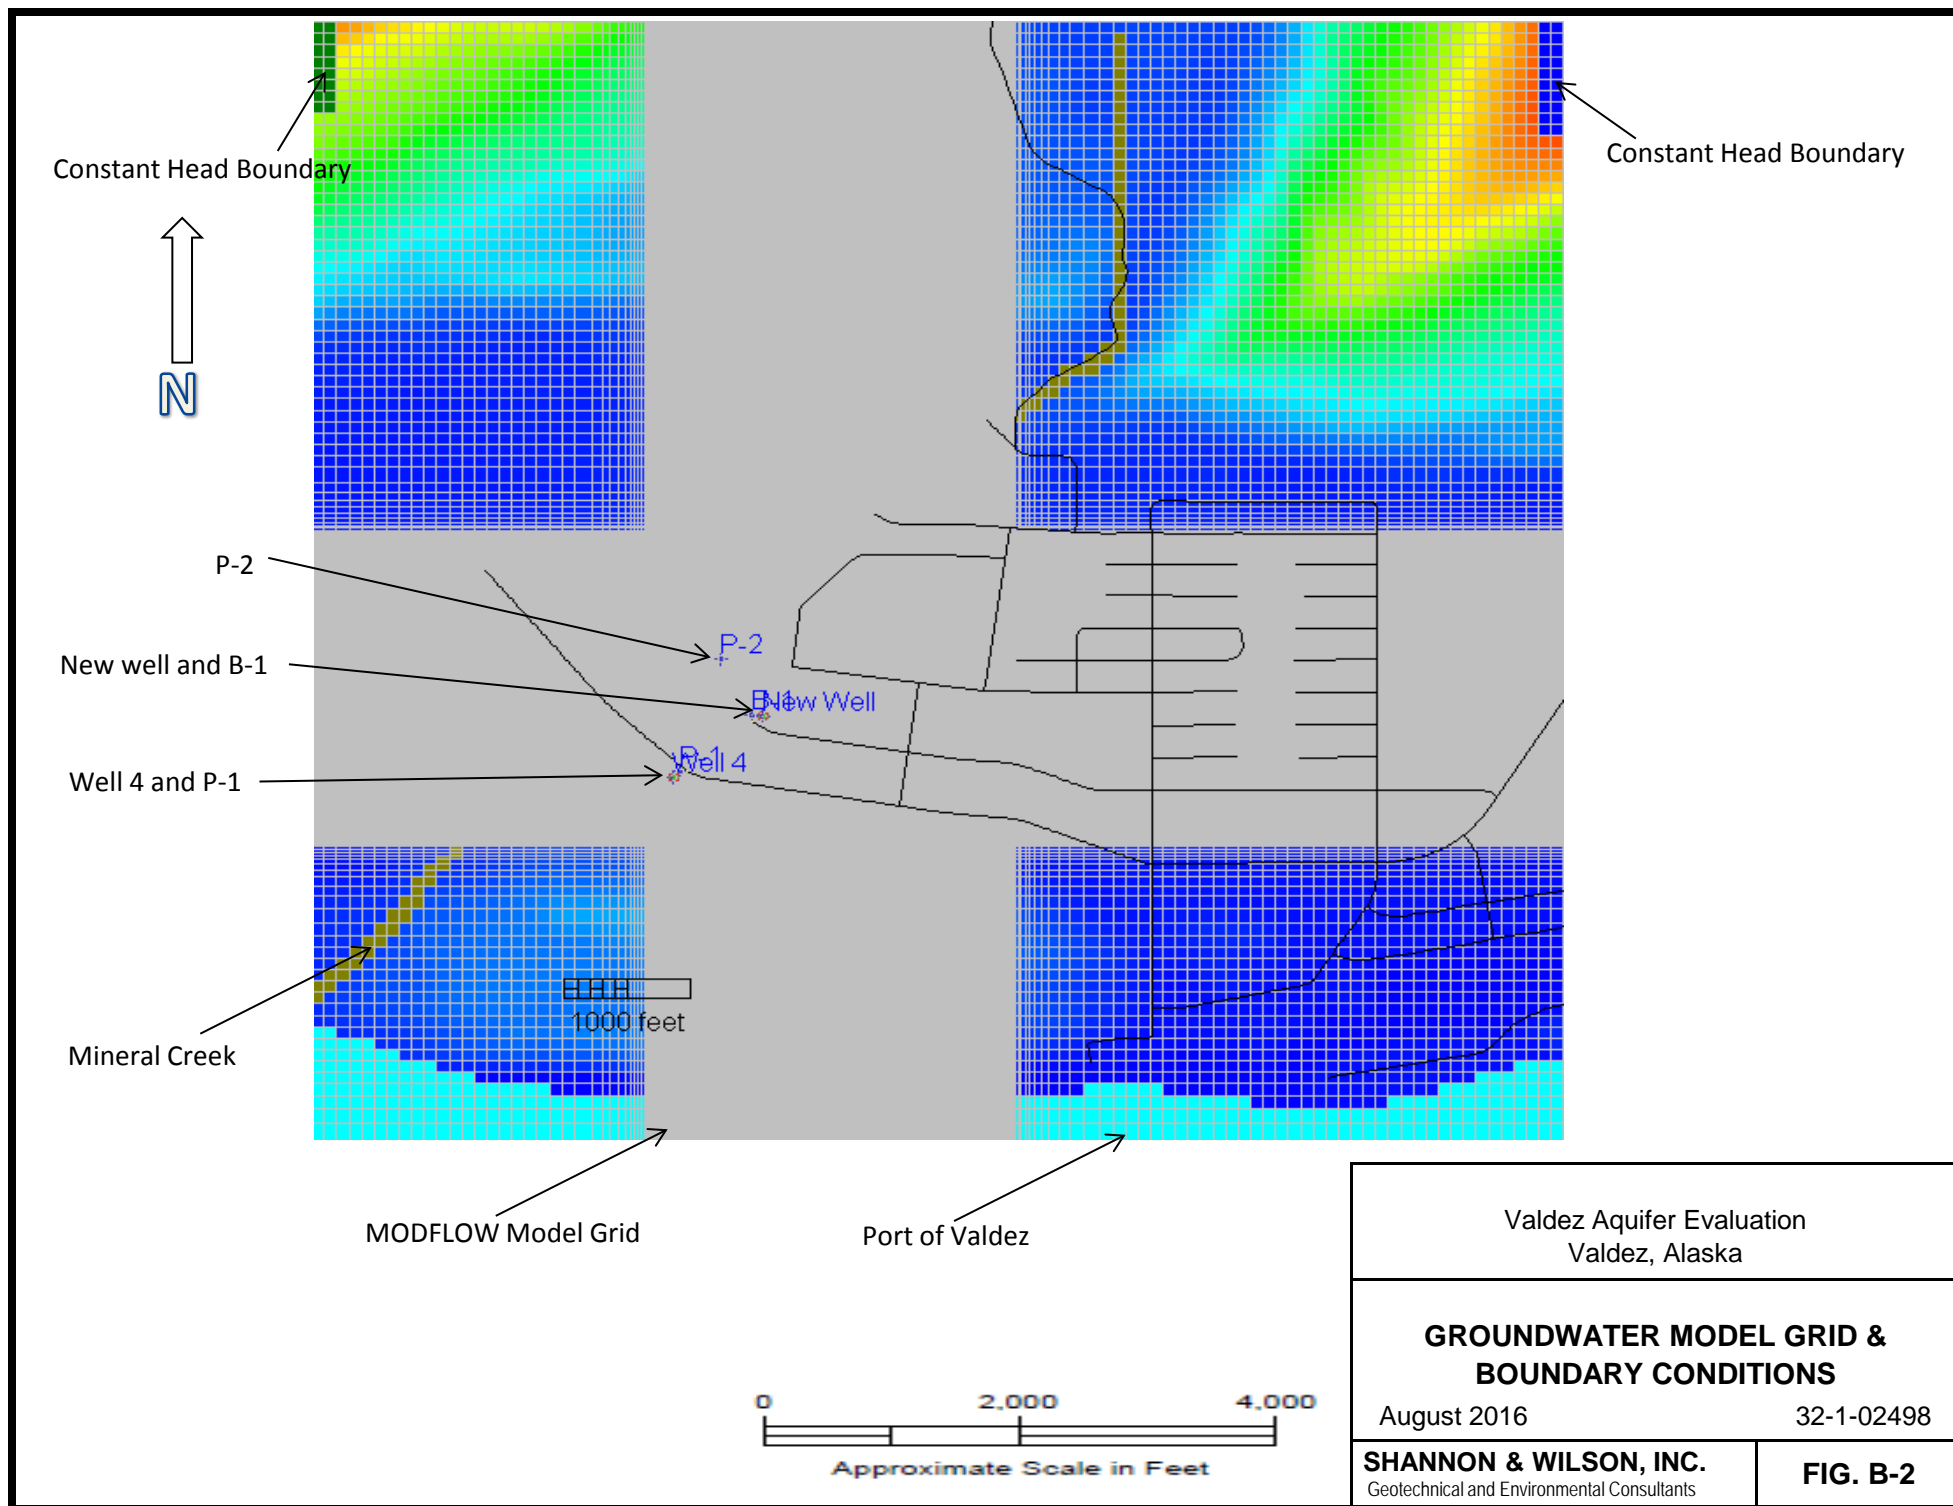 Constant Head Boundary
Constant Head Boundary
N
P-2
P-2
New well and B-1
B-1
New Well
Well 4 and P-1
P-1
Well 4
1000 feet
Mineral Creek
MODFLOW Model Grid
Port of Valdez
Valdez Aquifer Evaluation
Valdez, Alaska
GROUNDWATER MODEL GRID &
BOUNDARY CONDITIONS
August 2016 32-1-02498
0 2,000 4,000
Approximate Scale in Feet
SHANNON & WILSON, INC.
Geotechnical and Environmental Consultants
FIG. B-2